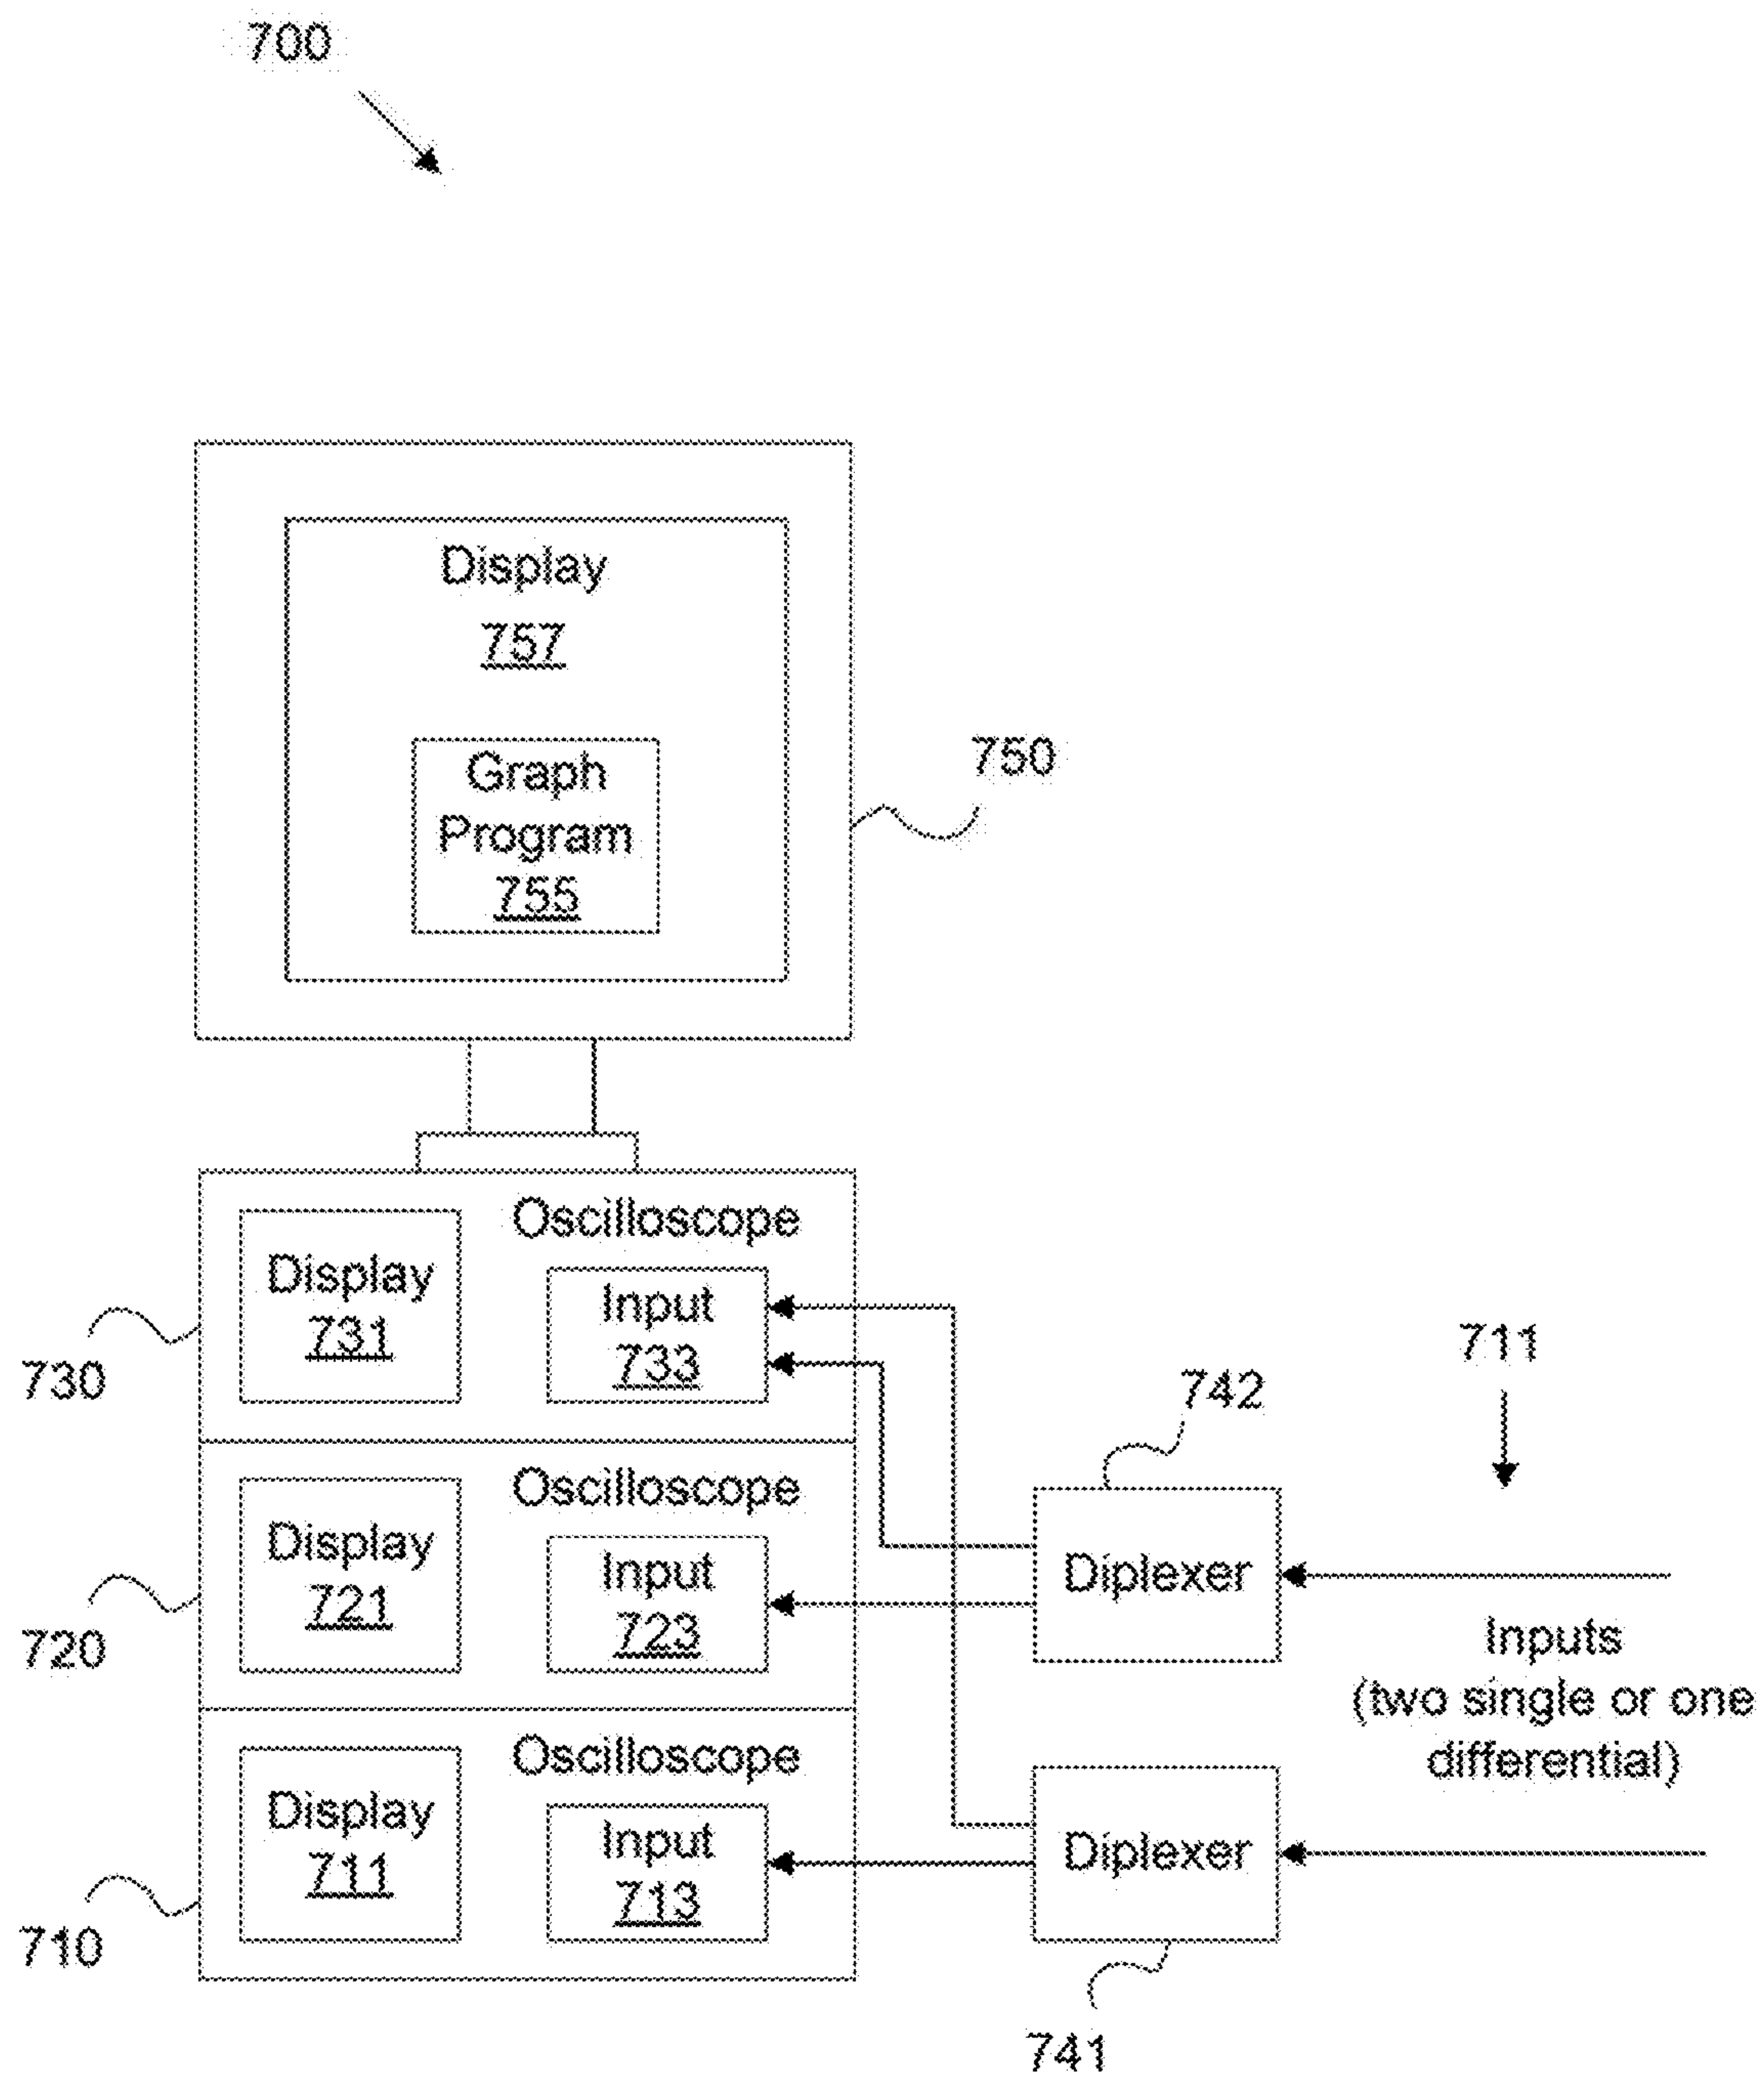 700
Display
757
Graph
Program
755
750
Oscilloscope
Display
731
Input
733
730
711
742
Oscilloscope
Display
721
Input
723
720
Diplexer
Inputs
(two single or one
differential)
Oscilloscope
Display
711
Input
713
710
Diplexer
741